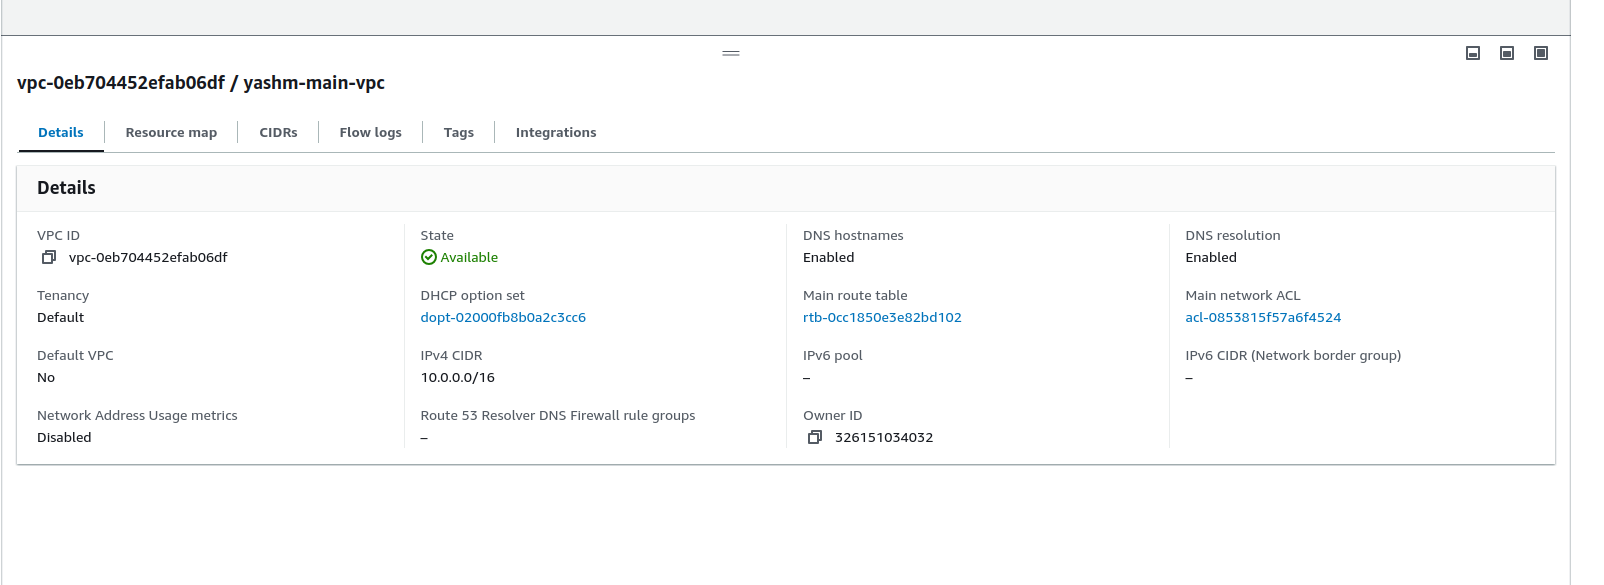 vpc-0eb704452efab06df / yashm-main-vpc
Details
Resource map
CIDRs
Flow logs
Tags
Integrations
Details
VPC ID
vpc-0eb704452efab06df
State
Available
DNS hostnames
Enabled
DNS resolution
Enabled
Tenancy
Default
DHCP option set
dopt-02000fb8b0a2c3cc6
Main route table
rtb-0cc1850e3e82bd102
Main network ACL
acl-0853815f57a6f4524
Default VPC
No
IPv4 CIDR
10.0.0.0/16
IPv6 pool
–
IPv6 CIDR (Network border group)
–
Network Address Usage metrics
Disabled
Route 53 Resolver DNS Firewall rule groups
–
Owner ID
326151034032